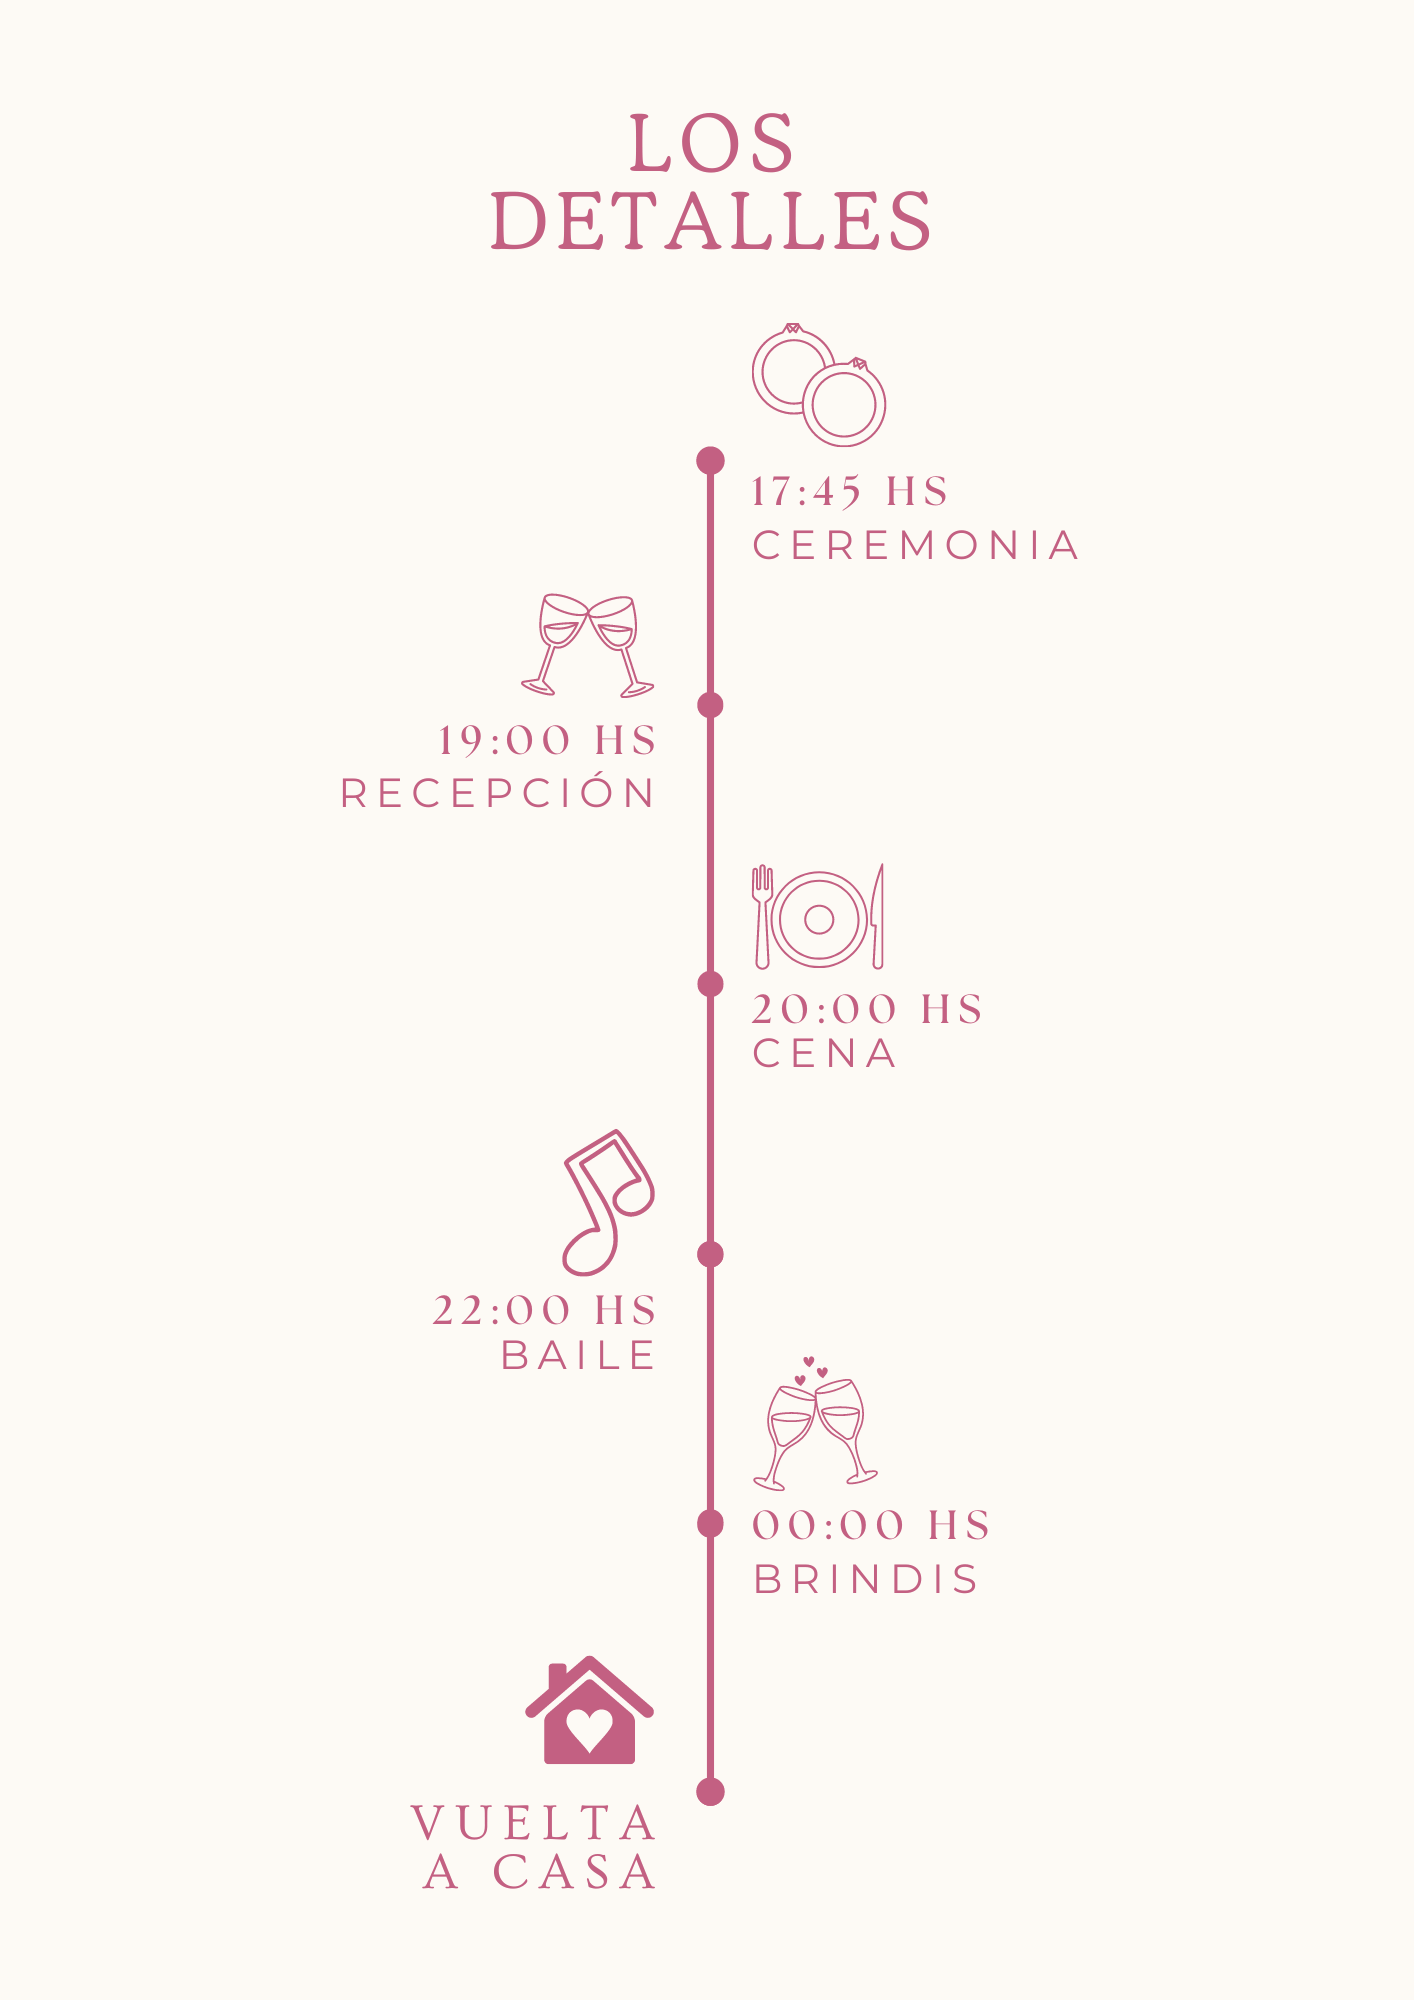 LOS
DETALLES
17:45 HS
CEREMONIA
19:00 HS
RECEPCIÓN
20:00 HS
CENA
22:00 HS
BAILE
00:00 HS
BRINDIS
VUELTA
A CASA